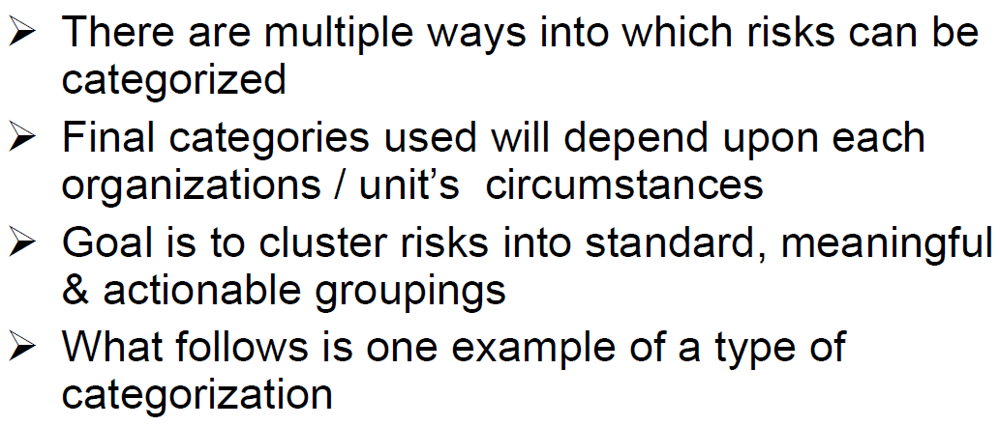 ➢ There are multiple ways into which risks can be
categorized
➢ Final categories used will depend upon each
organizations / unit’s  circumstances
➢ Goal is to cluster risks into standard, meaningful
& actionable groupings
➢ What follows is one example of a type of
categorization